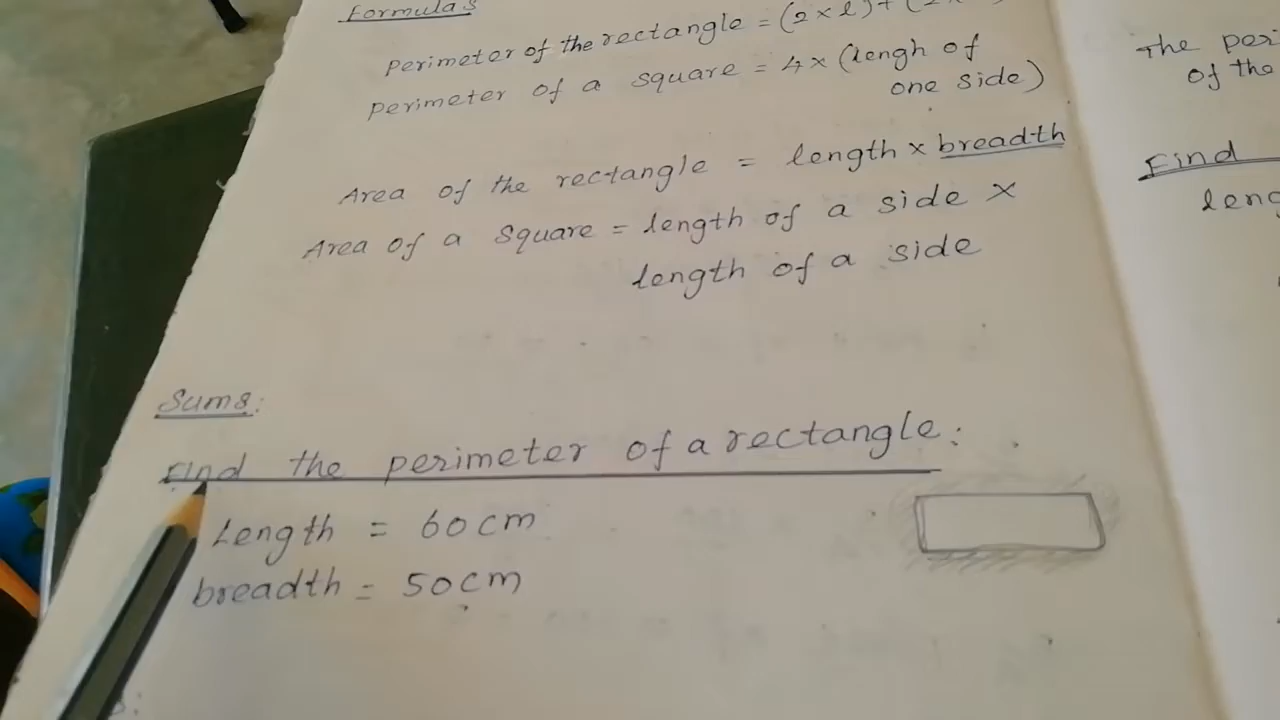 Formulas
Perimeter of the rectangle = (2 x l) + (2x
Perimeter of a square = 4 x (lengh of
one side)
Area of the rectangle = length x breadth
Area of a square = length of a side x
length of a side
Sums:
Find the perimeter of a rectangle:
Length = 60cm
breadth = 50cm
The per
of the
Find
leng